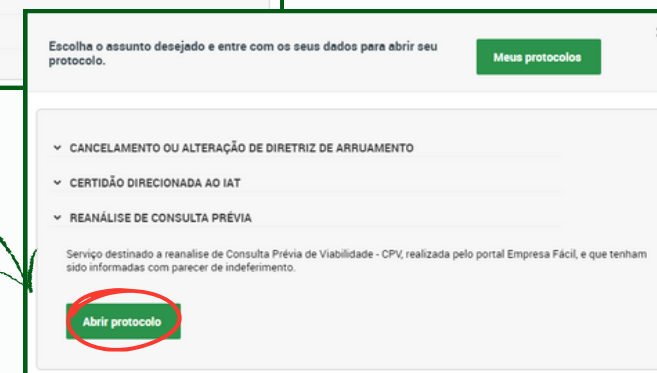 Escolha o assunto desejado e entre com os seus dados para abrir seu
protocolo.
Meus protocolos
CANCELAMENTO OU ALTERAÇÃO DE DIRETRIZ DE ARRUAMENTO
CERTIDÃO DIRECIONADA AO IAT
REANÁLISE DE CONSULTA PRÉVIA
Serviço destinado a reanalise de Consulta Prévia de Viabilidade - CPV, realizada pelo portal Empresa Fácil, e que tenham
sido informadas com parecer de indeferimento.
Abrir protocolo